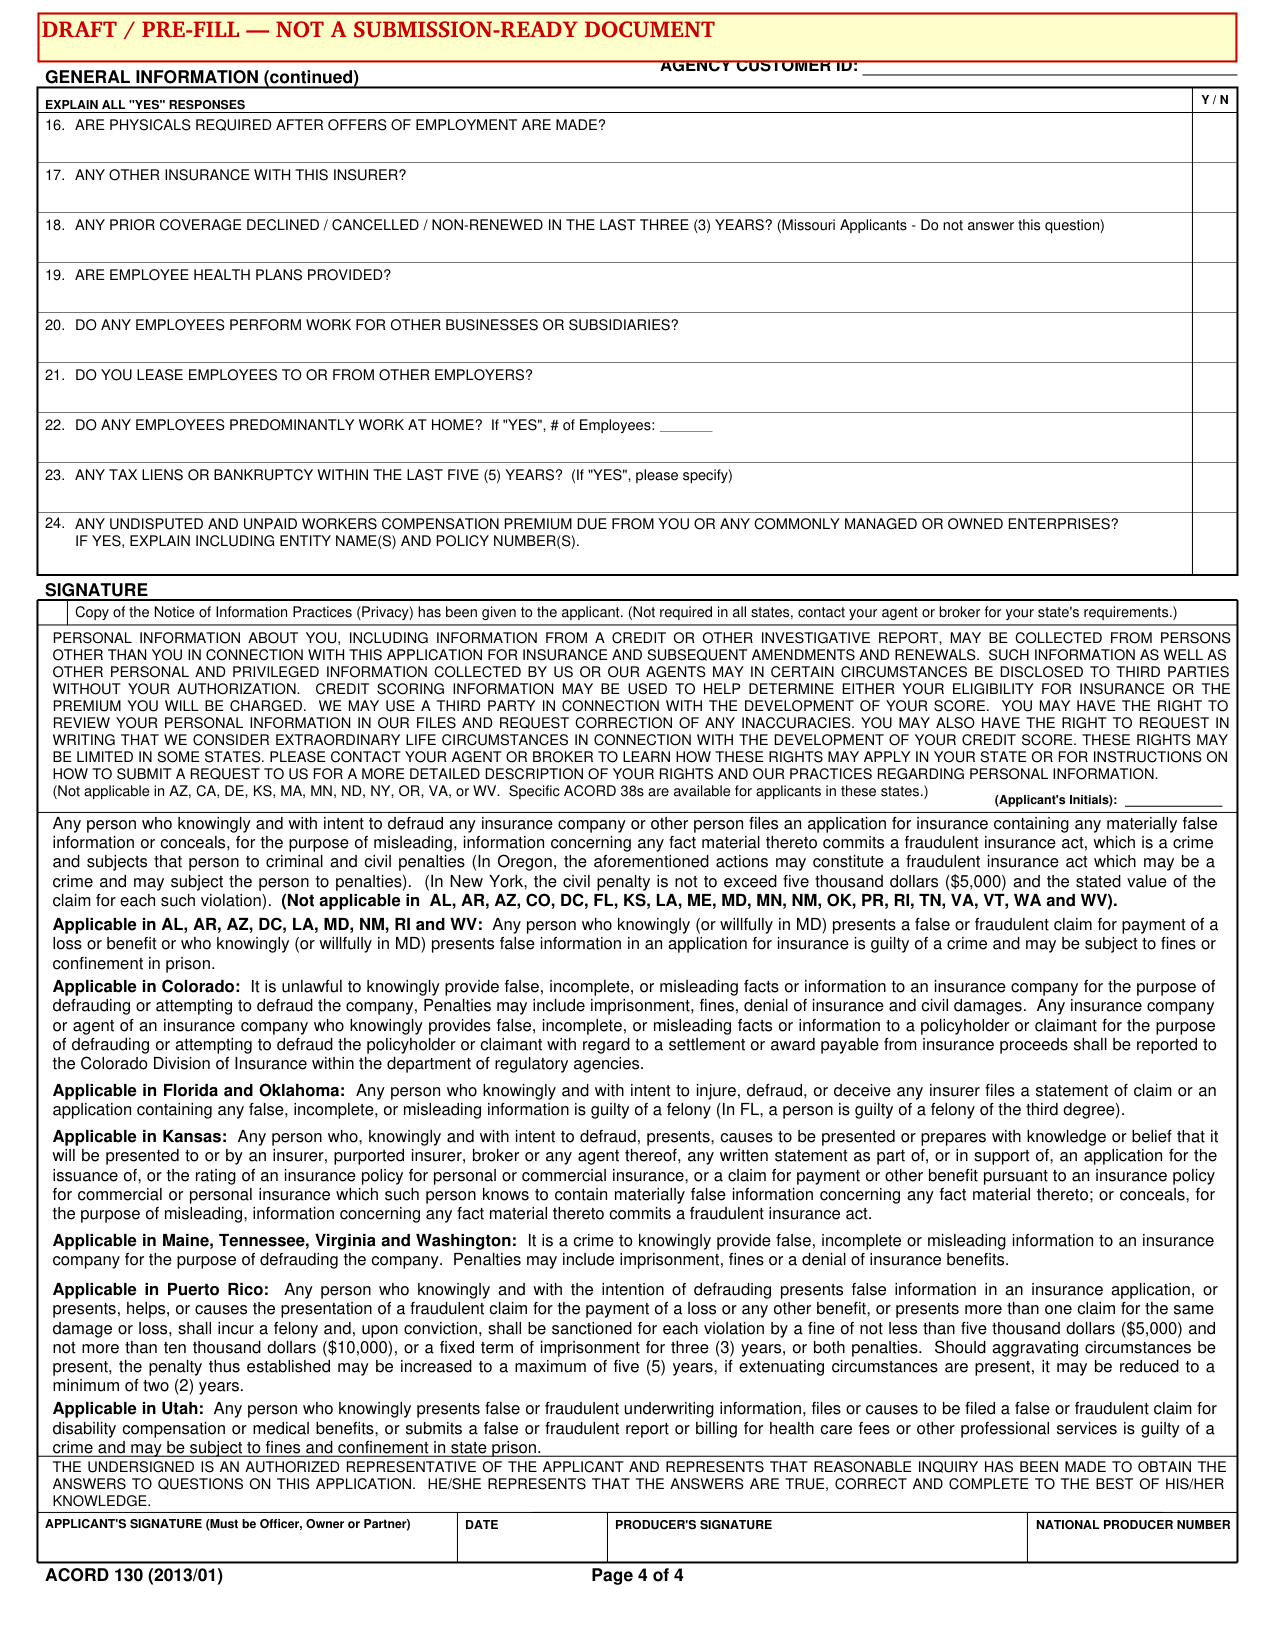 DRAFT / PRE-FILL — NOT A SUBMISSION-READY DOCUMENT
AGENCY CUSTOMER ID:
GENERAL INFORMATION (continued)
EXPLAIN ALL "YES" RESPONSES
Y / N
16. ARE PHYSICALS REQUIRED AFTER OFFERS OF EMPLOYMENT ARE MADE?
17. ANY OTHER INSURANCE WITH THIS INSURER?
18. ANY PRIOR COVERAGE DECLINED / CANCELLED / NON-RENEWED IN THE LAST THREE (3) YEARS? (Missouri Applicants - Do not answer this question)
19. ARE EMPLOYEE HEALTH PLANS PROVIDED?
20. DO ANY EMPLOYEES PERFORM WORK FOR OTHER BUSINESSES OR SUBSIDIARIES?
21. DO YOU LEASE EMPLOYEES TO OR FROM OTHER EMPLOYERS?
22. DO ANY EMPLOYEES PREDOMINANTLY WORK AT HOME? If "YES", # of Employees: ______
23. ANY TAX LIENS OR BANKRUPTCY WITHIN THE LAST FIVE (5) YEARS? (If "YES", please specify)
24. ANY UNDISPUTED AND UNPAID WORKERS COMPENSATION PREMIUM DUE FROM YOU OR ANY COMMONLY MANAGED OR OWNED ENTERPRISES?
IF YES, EXPLAIN INCLUDING ENTITY NAME(S) AND POLICY NUMBER(S).
SIGNATURE
Copy of the Notice of Information Practices (Privacy) has been given to the applicant. (Not required in all states, contact your agent or broker for your state's requirements.)
PERSONAL INFORMATION ABOUT YOU, INCLUDING INFORMATION FROM A CREDIT OR OTHER INVESTIGATIVE REPORT, MAY BE COLLECTED FROM PERSONS
OTHER THAN YOU IN CONNECTION WITH THIS APPLICATION FOR INSURANCE AND SUBSEQUENT AMENDMENTS AND RENEWALS. SUCH INFORMATION AS WELL AS
OTHER PERSONAL AND PRIVILEGED INFORMATION COLLECTED BY US OR OUR AGENTS MAY IN CERTAIN CIRCUMSTANCES BE DISCLOSED TO THIRD PARTIES
WITHOUT YOUR AUTHORIZATION. CREDIT SCORING INFORMATION MAY BE USED TO HELP DETERMINE EITHER YOUR ELIGIBILITY FOR INSURANCE OR THE
PREMIUM YOU WILL BE CHARGED. WE MAY USE A THIRD PARTY IN CONNECTION WITH THE DEVELOPMENT OF YOUR SCORE. YOU MAY HAVE THE RIGHT TO
REVIEW YOUR PERSONAL INFORMATION IN OUR FILES AND REQUEST CORRECTION OF ANY INACCURACIES. YOU MAY ALSO HAVE THE RIGHT TO REQUEST IN
WRITING THAT WE CONSIDER EXTRAORDINARY LIFE CIRCUMSTANCES IN CONNECTION WITH THE DEVELOPMENT OF YOUR CREDIT SCORE. THESE RIGHTS MAY
BE LIMITED IN SOME STATES. PLEASE CONTACT YOUR AGENT OR BROKER TO LEARN HOW THESE RIGHTS MAY APPLY IN YOUR STATE OR FOR INSTRUCTIONS ON
HOW TO SUBMIT A REQUEST TO US FOR A MORE DETAILED DESCRIPTION OF YOUR RIGHTS AND OUR PRACTICES REGARDING PERSONAL INFORMATION.
(Not applicable in AZ, CA, DE, KS, MA, MN, ND, NY, OR, VA, or WV. Specific ACORD 38s are available for applicants in these states.)
(Applicant's Initials):
Any person who knowingly and with intent to defraud any insurance company or other person files an application for insurance containing any materially false
information or conceals, for the purpose of misleading, information concerning any fact material thereto commits a fraudulent insurance act, which is a crime
and subjects that person to criminal and civil penalties (In Oregon, the aforementioned actions may constitute a fraudulent insurance act which may be a
crime and may subject the person to penalties). (In New York, the civil penalty is not to exceed five thousand dollars ($5,000) and the stated value of the
claim for each such violation). (Not applicable in AL, AR, AZ, CO, DC, FL, KS, LA, ME, MD, MN, NM, OK, PR, RI, TN, VA, VT, WA and WV).
Applicable in AL, AR, AZ, DC, LA, MD, NM, RI and WV: Any person who knowingly (or willfully in MD) presents a false or fraudulent claim for payment of a
loss or benefit or who knowingly (or willfully in MD) presents false information in an application for insurance is guilty of a crime and may be subject to fines or
confinement in prison.
Applicable in Colorado: It is unlawful to knowingly provide false, incomplete, or misleading facts or information to an insurance company for the purpose of
defrauding or attempting to defraud the company, Penalties may include imprisonment, fines, denial of insurance and civil damages. Any insurance company
or agent of an insurance company who knowingly provides false, incomplete, or misleading facts or information to a policyholder or claimant for the purpose
of defrauding or attempting to defraud the policyholder or claimant with regard to a settlement or award payable from insurance proceeds shall be reported to
the Colorado Division of Insurance within the department of regulatory agencies.
Applicable in Florida and Oklahoma: Any person who knowingly and with intent to injure, defraud, or deceive any insurer files a statement of claim or an
application containing any false, incomplete, or misleading information is guilty of a felony (In FL, a person is guilty of a felony of the third degree).
Applicable in Kansas: Any person who, knowingly and with intent to defraud, presents, causes to be presented or prepares with knowledge or belief that it
will be presented to or by an insurer, purported insurer, broker or any agent thereof, any written statement as part of, or in support of, an application for the
issuance of, or the rating of an insurance policy for personal or commercial insurance, or a claim for payment or other benefit pursuant to an insurance policy
for commercial or personal insurance which such person knows to contain materially false information concerning any fact material thereto; or conceals, for
the purpose of misleading, information concerning any fact material thereto commits a fraudulent insurance act.
Applicable in Maine, Tennessee, Virginia and Washington: It is a crime to knowingly provide false, incomplete or misleading information to an insurance
company for the purpose of defrauding the company. Penalties may include imprisonment, fines or a denial of insurance benefits.
Applicable in Puerto Rico: Any person who knowingly and with the intention of defrauding presents false information in an insurance application, or
presents, helps, or causes the presentation of a fraudulent claim for the payment of a loss or any other benefit, or presents more than one claim for the same
damage or loss, shall incur a felony and, upon conviction, shall be sanctioned for each violation by a fine of not less than five thousand dollars ($5,000) and
not more than ten thousand dollars ($10,000), or a fixed term of imprisonment for three (3) years, or both penalties. Should aggravating circumstances be
present, the penalty thus established may be increased to a maximum of five (5) years, if extenuating circumstances are present, it may be reduced to a
minimum of two (2) years.
Applicable in Utah: Any person who knowingly presents false or fraudulent underwriting information, files or causes to be filed a false or fraudulent claim for
disability compensation or medical benefits, or submits a false or fraudulent report or billing for health care fees or other professional services is guilty of a
crime and may be subject to fines and confinement in state prison.
THE UNDERSIGNED IS AN AUTHORIZED REPRESENTATIVE OF THE APPLICANT AND REPRESENTS THAT REASONABLE INQUIRY HAS BEEN MADE TO OBTAIN THE
ANSWERS TO QUESTIONS ON THIS APPLICATION. HE/SHE REPRESENTS THAT THE ANSWERS ARE TRUE, CORRECT AND COMPLETE TO THE BEST OF HIS/HER
KNOWLEDGE.
APPLICANT'S SIGNATURE (Must be Officer, Owner or Partner)
DATE
PRODUCER'S SIGNATURE
NATIONAL PRODUCER NUMBER
ACORD 130 (2013/01)
Page 4 of 4